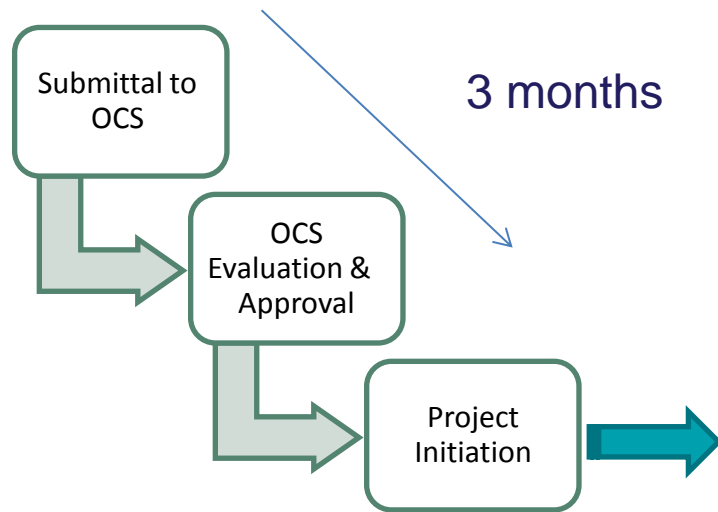 Submittal to
OCS
3 months
OCS
Evaluation &
Approval
Project
Initiation